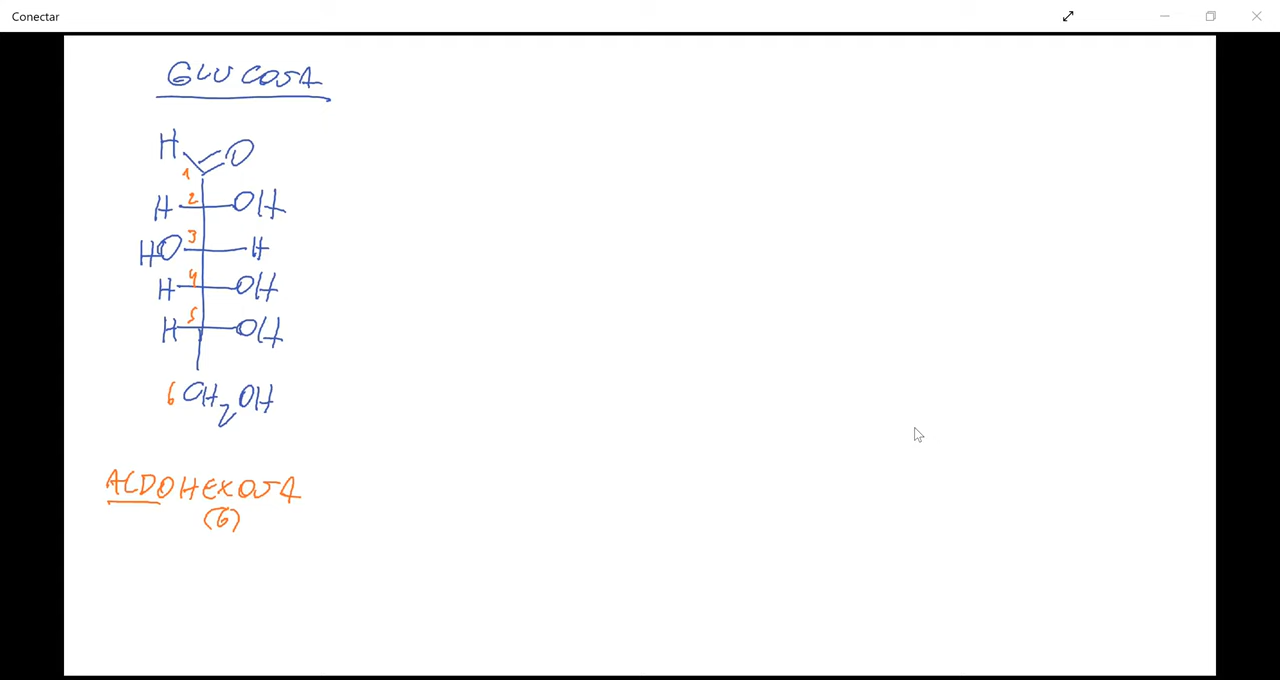 Conectar
GLUCOSA
H O
1
H 2 OH
3
HO H
4
H OH
5
H OH
6 CH2OH
ALDOHEXOSA
(6)